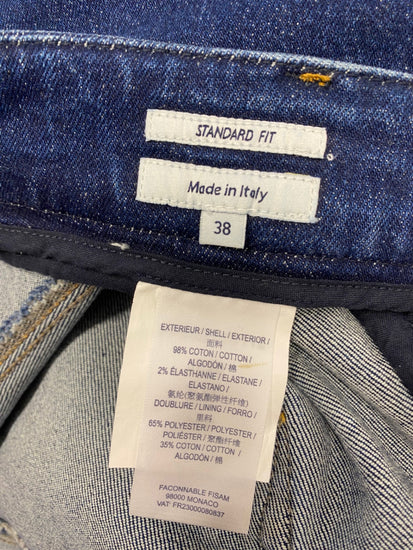 STANDARD FIT
Made in Italy
38
EXTERIEUR / SHELL / EXTERIOR /
面料
98% COTON / COTTON /
ALGODÓN / 棉
2% ÉLASTHANNE / ELASTANE /
ELASTANO /
氨纶(聚氨酯弹性纤维)
DOUBLURE / LINING / FORRO /
里
65% POLYESTER / POLYESTER /
POLIÉSTER / 聚酯纤维
35% COTON / COTTON /
ALGODÓN / 棉
FACONNABLE FISAM
98000 MONACO
VAT FR23000080837